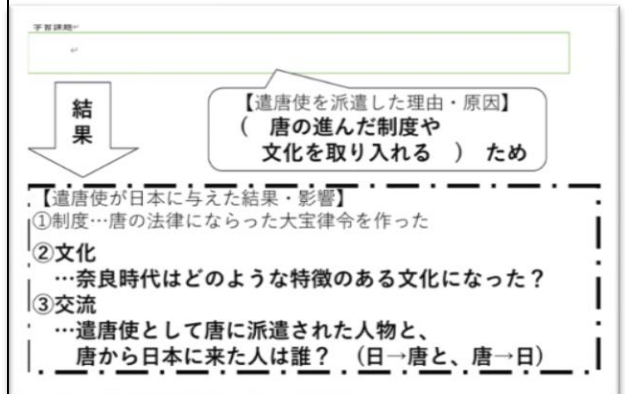 学習課題
結果
【遣唐使を派遣した理由・原因】
( 唐の進んだ制度や
文化を取り入れる ) ため
【遣唐使が日本に与えた結果・影響】
①制度…唐の法律にならった大宝律令を作った
②文化
…奈良時代はどのような特徴のある文化になった？
③交流
…遣唐使として唐に派遣された人物と、
唐から日本に来た人は誰？ (日→唐と、唐→日)